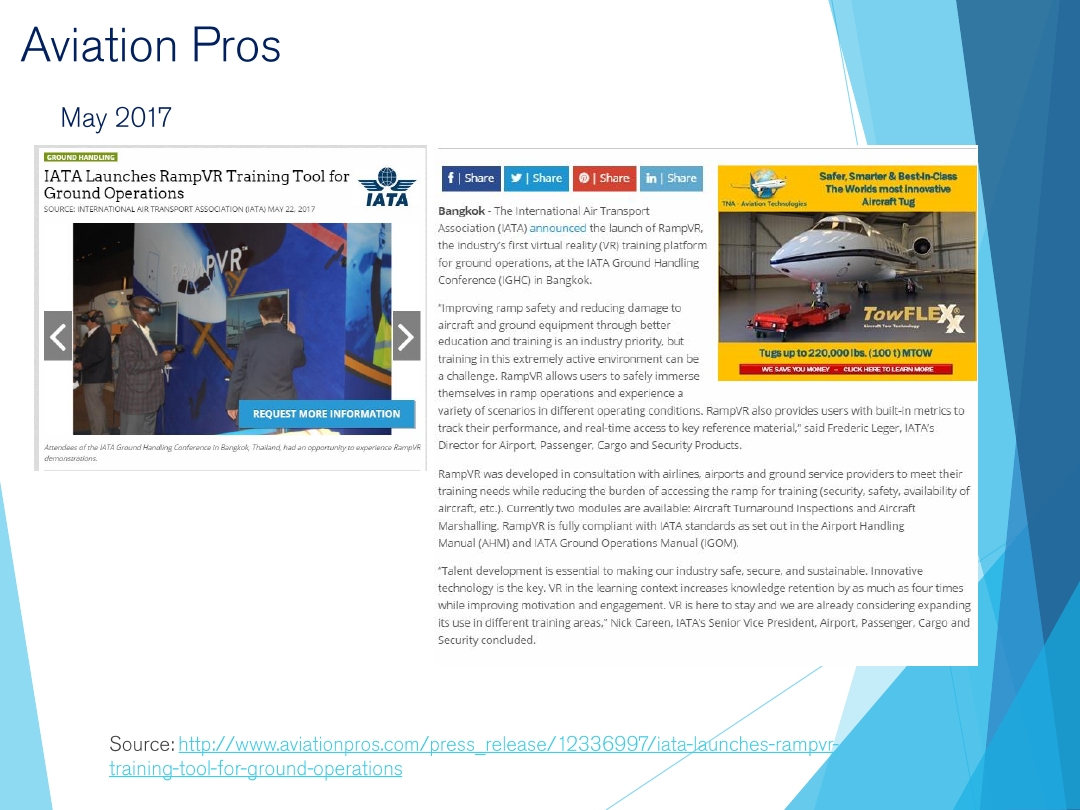 Aviation Pros
May 2017
GROUND HANDLING
IATA Launches RampVR Training Tool for
Ground Operations
SOURCE: INTERNATIONAL AIR TRANSPORT ASSOCIATION (IATA) MAY 22, 2017
IATA
RAMPVR
REQUEST MORE INFORMATION
Attendees of the IATA Ground Handling Conference in Bangkok, Thailand, had an opportunity to experience RampVR
demonstrations.
f | Share
| Share
| Share
in | Share
Bangkok - The International Air Transport
Association (IATA) announced the launch of RampVR,
the industry's first virtual reality (VR) training platform
for ground operations, at the IATA Ground Handling
Conference (IGHC) in Bangkok.
"Improving ramp safety and reducing damage to
aircraft and ground equipment through better
education and training is an industry priority, but
training in this extremely active environment can be
a challenge. RampVR allows users to safely immerse
themselves in ramp operations and experience a
variety of scenarios in different operating conditions. RampVR also provides users with built-in metrics to
track their performance, and real-time access to key reference material," said Frederic Leger, IATA's
Director for Airport, Passenger, Cargo and Security Products.
RampVR was developed in consultation with airlines, airports and ground service providers to meet their
training needs while reducing the burden of accessing the ramp for training (security, safety, availability of
aircraft, etc.). Currently two modules are available: Aircraft Turnaround Inspections and Aircraft
Marshalling. RampVR is fully compliant with IATA standards as set out in the Airport Handling
Manual (AHM) and IATA Ground Operations Manual (IGOM).
"Talent development is essential to making our industry safe, secure, and sustainable. Innovative
technology is the key. VR in the learning context increases knowledge retention by as much as four times
while improving motivation and engagement. VR is here to stay and we are already considering expanding
its use in different training areas," Nick Careen, IATA's Senior Vice President, Airport, Passenger, Cargo and
Security concluded.
TNA - Aviation Technologies
Safer, Smarter & Best-In-Class
The Worlds most innovative
Aircraft Tug
TOWFLEXX
Aircraft Tow Technology
Tugs up to 220,000 lbs. (100 t) MTOW
WE SAVE YOU MONEY – CLICK HERE TO LEARN MORE
Source: http://www.aviationpros.com/press_release/12336997/iata-launches-rampvr-
training-tool-for-ground-operations